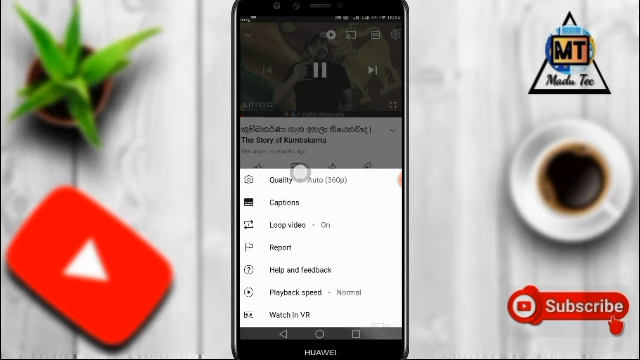 MT
Madu Tec
The Story of Kumbakarna
Quality · Auto (360p)
Captions
Loop video · On
Report
Help and feedback
Playback speed · Normal
Watch in VR
HUAWEI
Subscribe